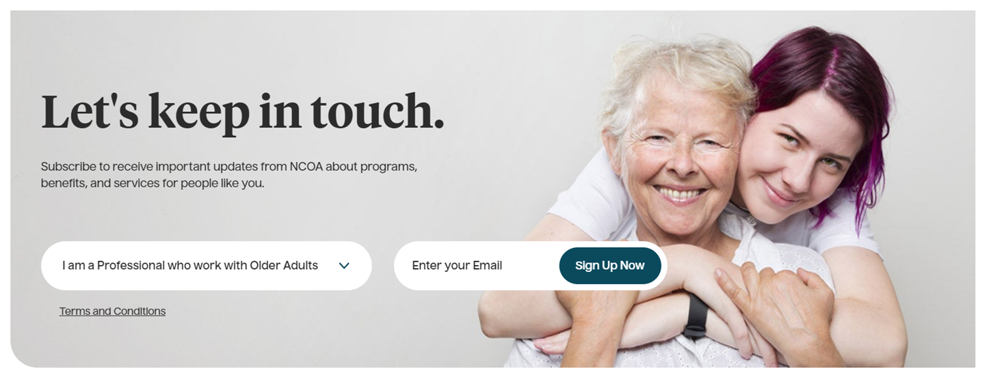 Let's keep in touch.
Subscribe to receive important updates from NCOA about programs,
benefits, and services for people like you.
I am a Professional who work with Older Adults
Enter your Email
Sign Up Now
Terms and Conditions